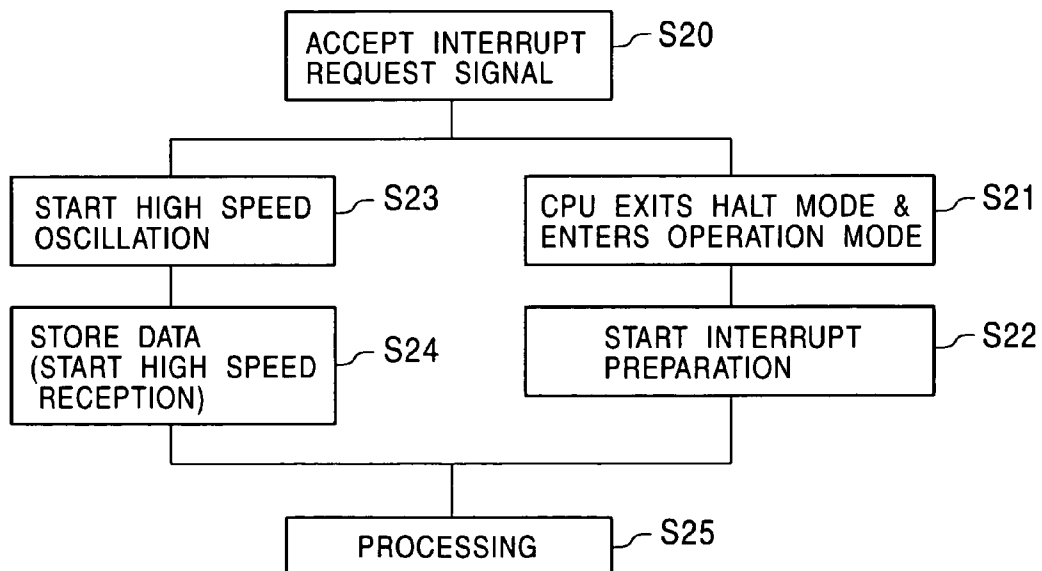 ACCEPT INTERRUPT
REQUEST SIGNAL
S20
START HIGH SPEED
OSCILLATION
S23
CPU EXITS HALT MODE &
ENTERS OPERATION MODE
S21
STORE DATA
(START HIGH SPEED
RECEPTION)
S24
START INTERRUPT
PREPARATION
S22
PROCESSING
S25